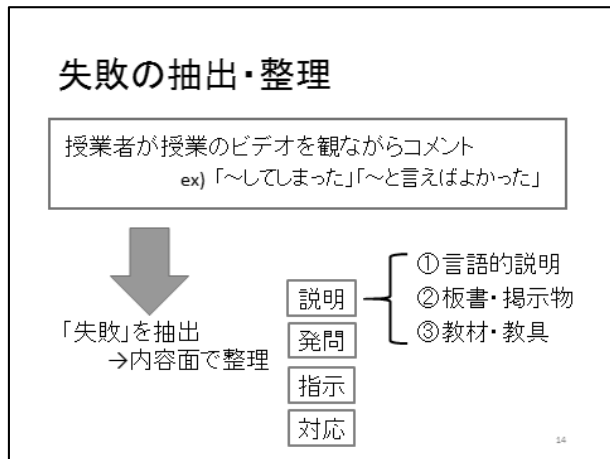 失敗の抽出・整理
授業者が授業のビデオを観ながらコメント
ex) 「～してしまった」「～と言えばよかった」
「失敗」を抽出
→内容面で整理
説明
発問
指示
対応
①言語的説明
②板書・掲示物
③教材・教具
14